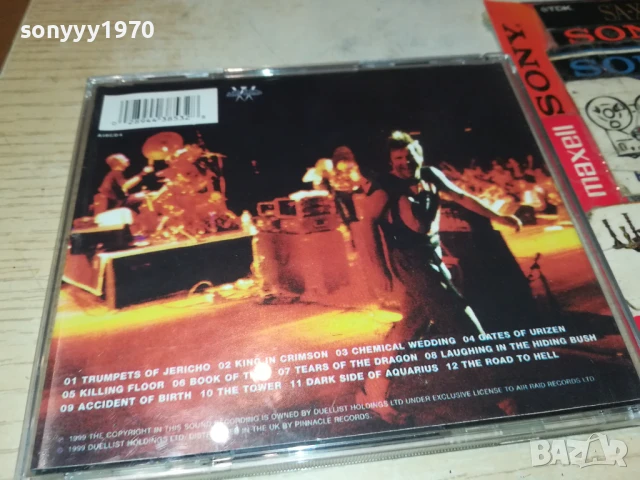 sonyyy1970
01 TRUMPETS OF JERICHO 02 KING IN CRIMSON 03 CHEMICAL WEDDING 04 GATES OF URIZEN
05 KILLING FLOOR 06 BOOK OF 07 TEARS OF THE DRAGON 08 LAUGHING IN THE HIDING BUSH
09 ACCIDENT OF BIRTH 10 THE TOWER 11 DARK SIDE OF AQUARIUS 12 THE ROAD TO HELL
℗ 1999 THE COPYRIGHT IN THIS SOUND RECORDING IS OWNED BY DUELLIST HOLDINGS LTD UNDER EXCLUSIVE LICENSE TO AIR RAID RECORDS LTD
© 1999 DUELLIST HOLDINGS LTD. IN THE UK BY PINNACLE RECORDS.
TDK
SONY
maxell
BAZAR.BG